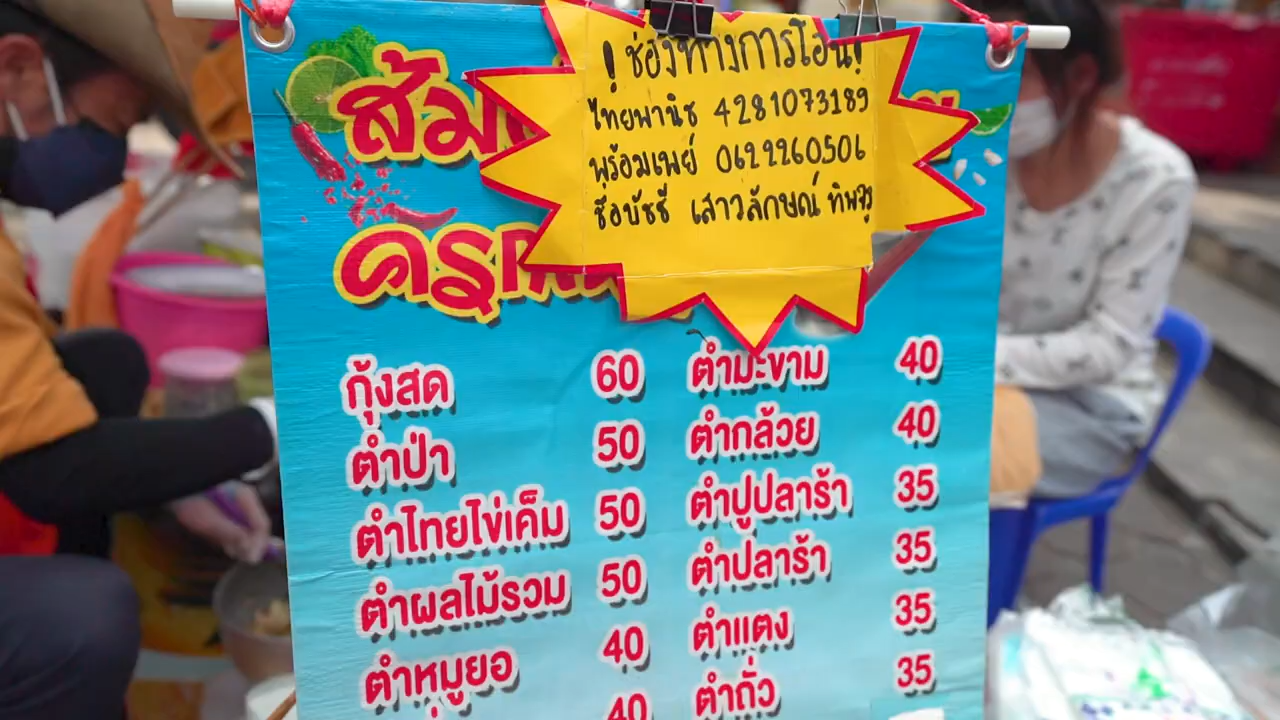 ! ช่องทางการโอน!
ไทยพานิช 4281073189
พร้อมเพย์ 0622260506
ชื่อบัชชี เสาวลักษณ์
ส้ม
กุ้งสด 60
ตำป่า 50
ตำไทยไข่เค็ม 50
ตำผลไม้รวม 50
ตำหมูยอ 40
40
ตำมะขาม 40
ตำกล้วย 40
ตำปูปลาร้า 35
ตำปลาร้า 35
ตำแตง 35
ตำถั่ว 35